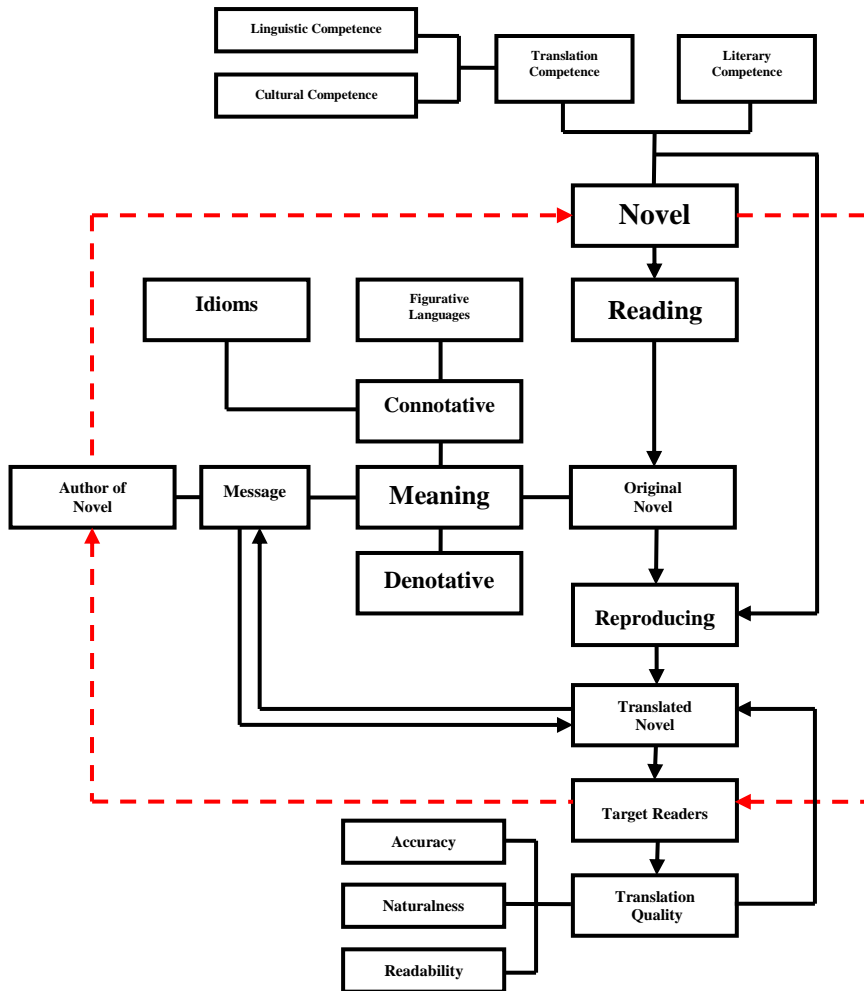 Linguistic Competence
Translation
Competence
Literary
Competence
Cultural Competence
Novel
Idioms
Figurative
Languages
Reading
Connotative
Author of
Novel
Message
Meaning
Original
Novel
Denotative
Reproducing
Translated
Novel
Target Readers
Accuracy
Naturalness
Translation
Quality
Readability